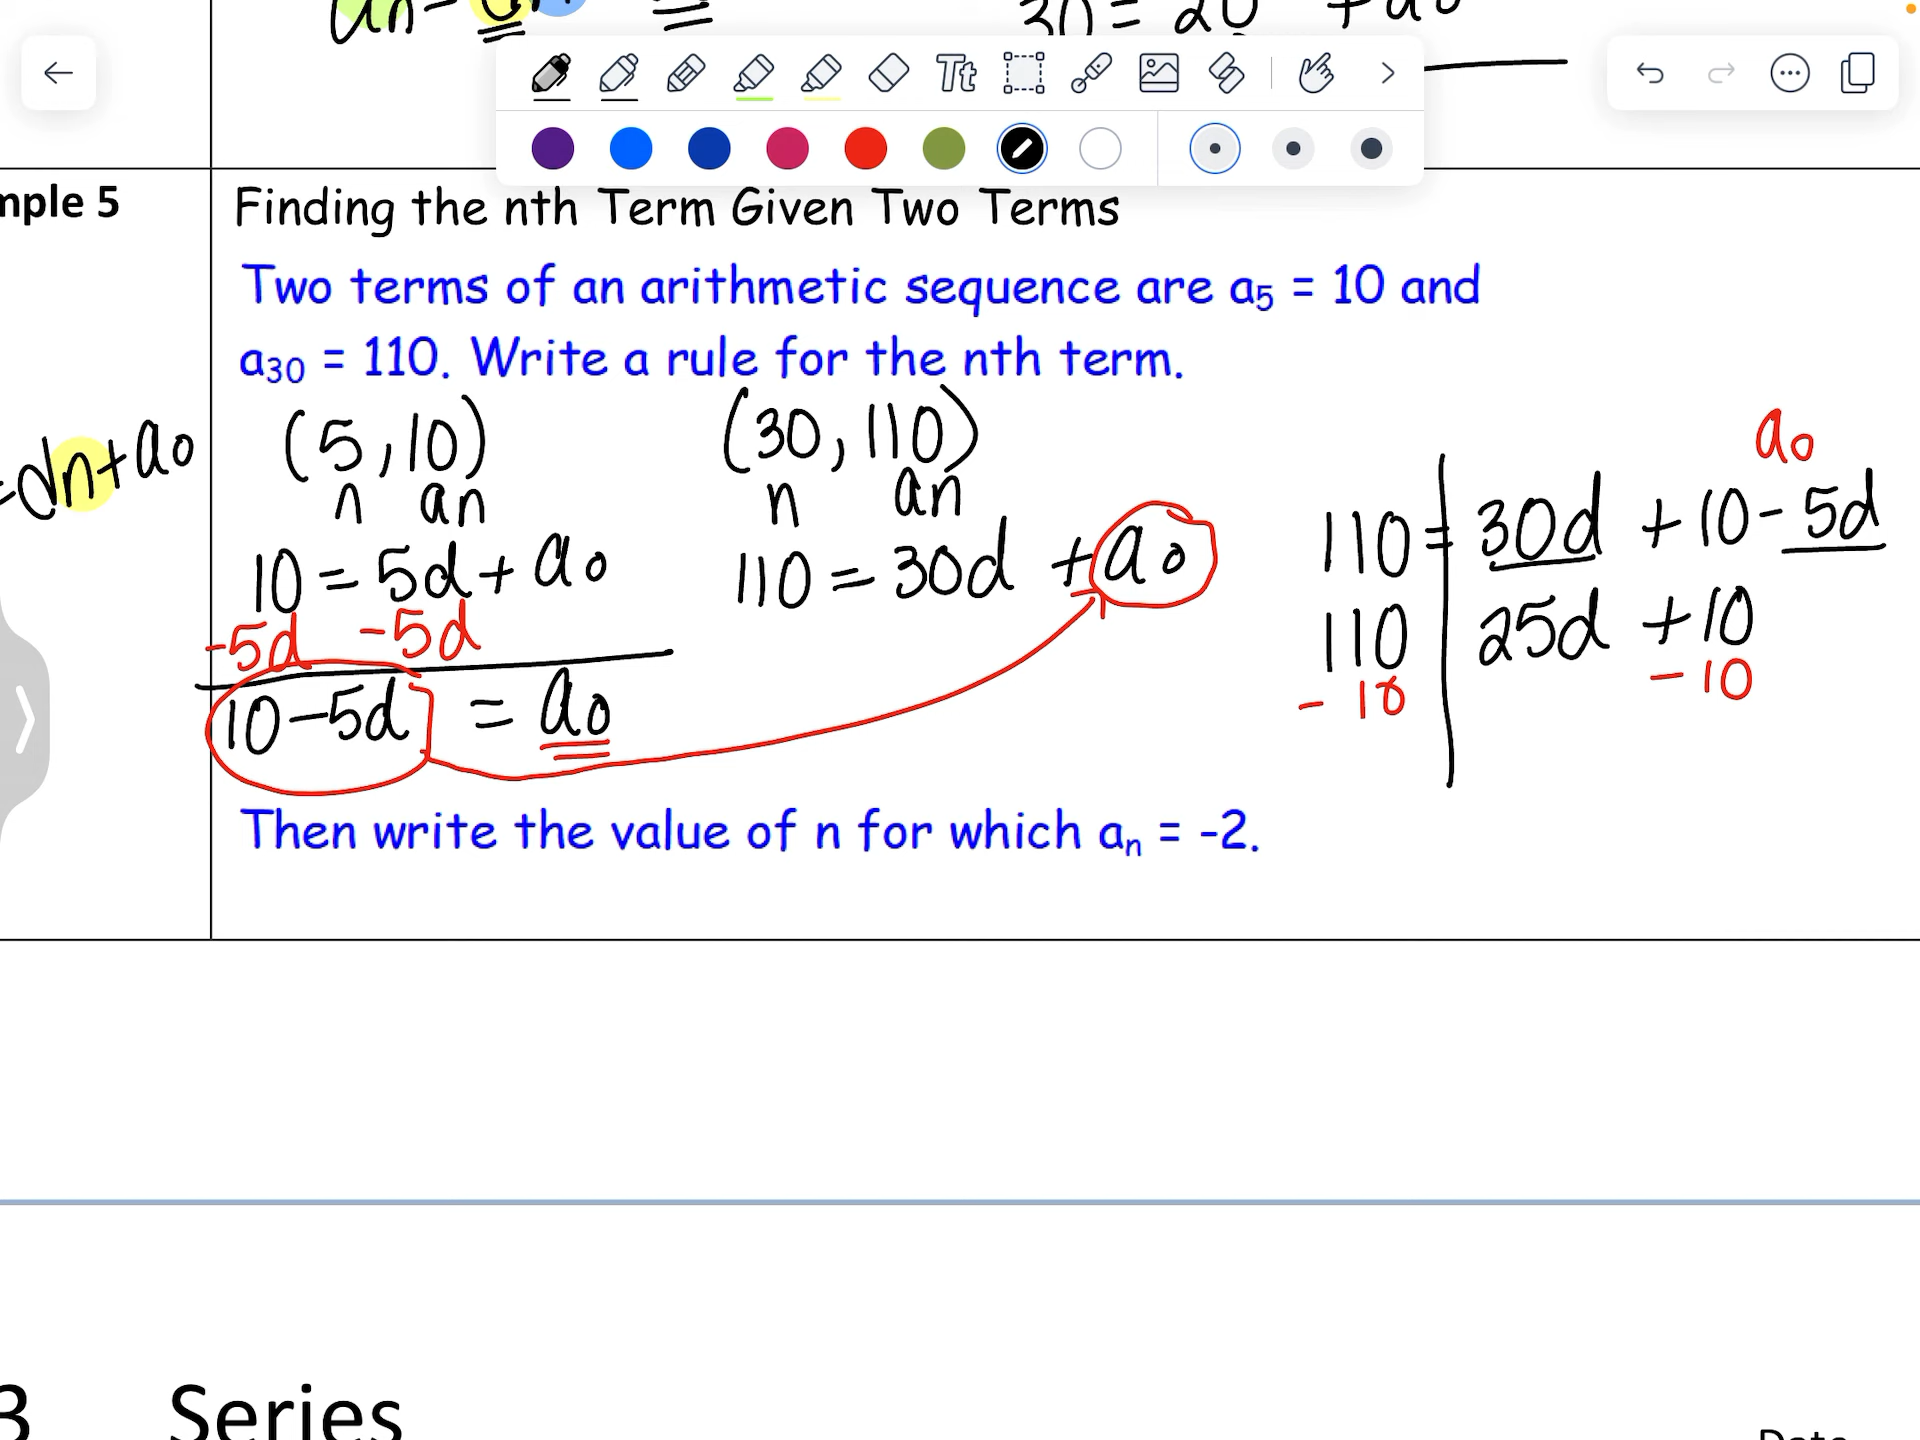 Tt
mple 5
Finding the nth Term Given Two Terms
Two terms of an arithmetic sequence are a5 = 10 and
a30 = 110. Write a rule for the nth term.
=dn+a0
(5,10) (30,110)
n an n an
10 = 5d + a0 110 = 30d + a0
-5d -5d
10-5d = a0
a0
110 = 30d + 10 - 5d
110 25d + 10
- 10 - 10
Then write the value of n for which an = -2.
3 Series